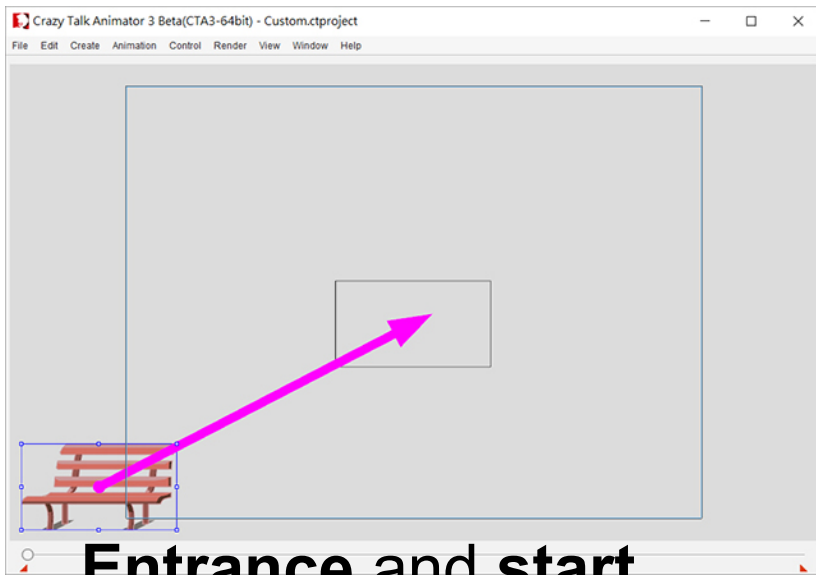 Crazy Talk Animator 3 Beta(CTA3-64bit) - Custom.ctproject
File Edit Create Animation Control Render View Window Help
Entrance and start